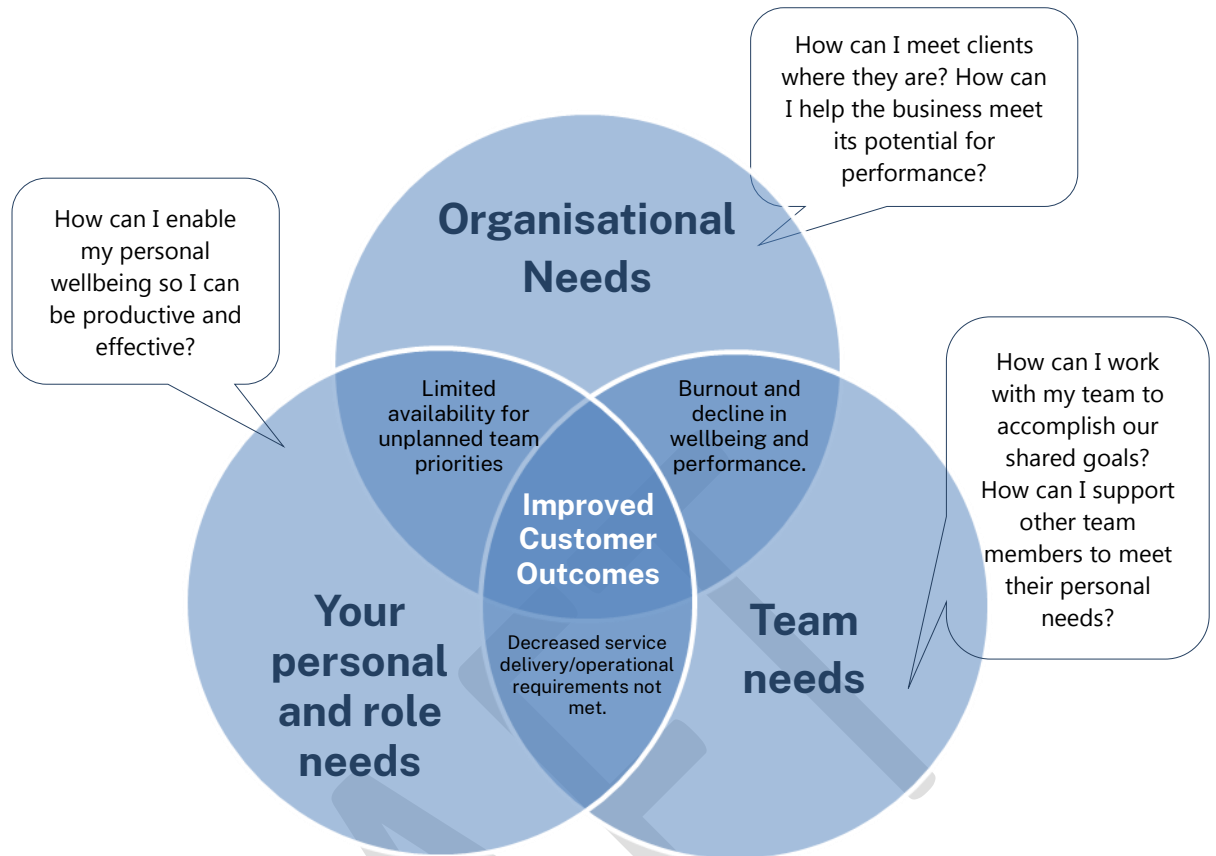 How can I meet clients
where they are? How can
I help the business meet
its potential for
performance?
Organisational
Needs
How can I enable
my personal
wellbeing so I can
be productive and
effective?
Limited
availability for
unplanned team
priorities
Burnout and
decline in
wellbeing and
performance.
How can I work
with my team to
accomplish our
shared goals?
How can I support
other team
members to meet
their personal
needs?
Improved
Customer
Outcomes
Your
personal
and role
needs
Decreased service
delivery/operational
requirements not
met.
Team
needs